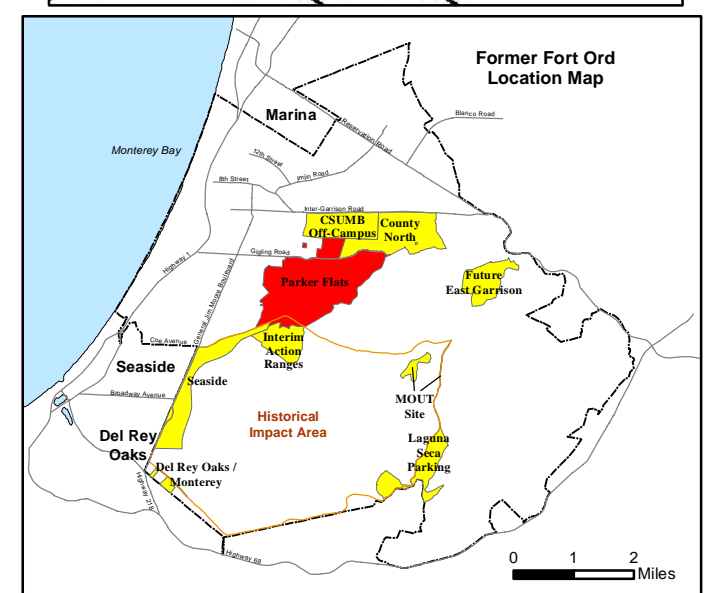 Former Fort Ord
Location Map
Marina
Blanco Road
Reservation Road
Monterey Bay
12th Street
Imjin Road
8th Street
Inter-Garrison Road
CSUMB
Off-Campus
County
North
Gigling Road
Highway 1
General Jim Moore Boulevard
Parker Flats
Future
East Garrison
Coe Avenue
Interim
Action
Ranges
Seaside
Seaside
Broadway Avenue
MOUT
Site
Historical
Impact Area
Del Rey
Oaks
Laguna
Seca
Parking
Del Rey Oaks /
Monterey
Highway 218
Highway 68
0 1 2
Miles